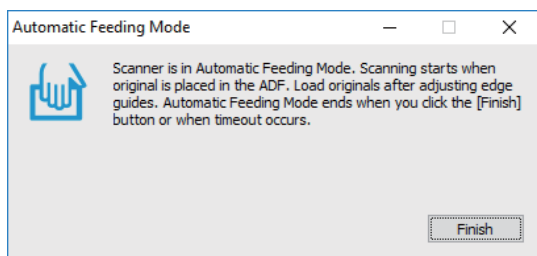 Automatic Feeding Mode
Scanner is in Automatic Feeding Mode. Scanning starts when
original is placed in the ADF. Load originals after adjusting edge
guides. Automatic Feeding Mode ends when you click the [Finish]
button or when timeout occurs.
Finish